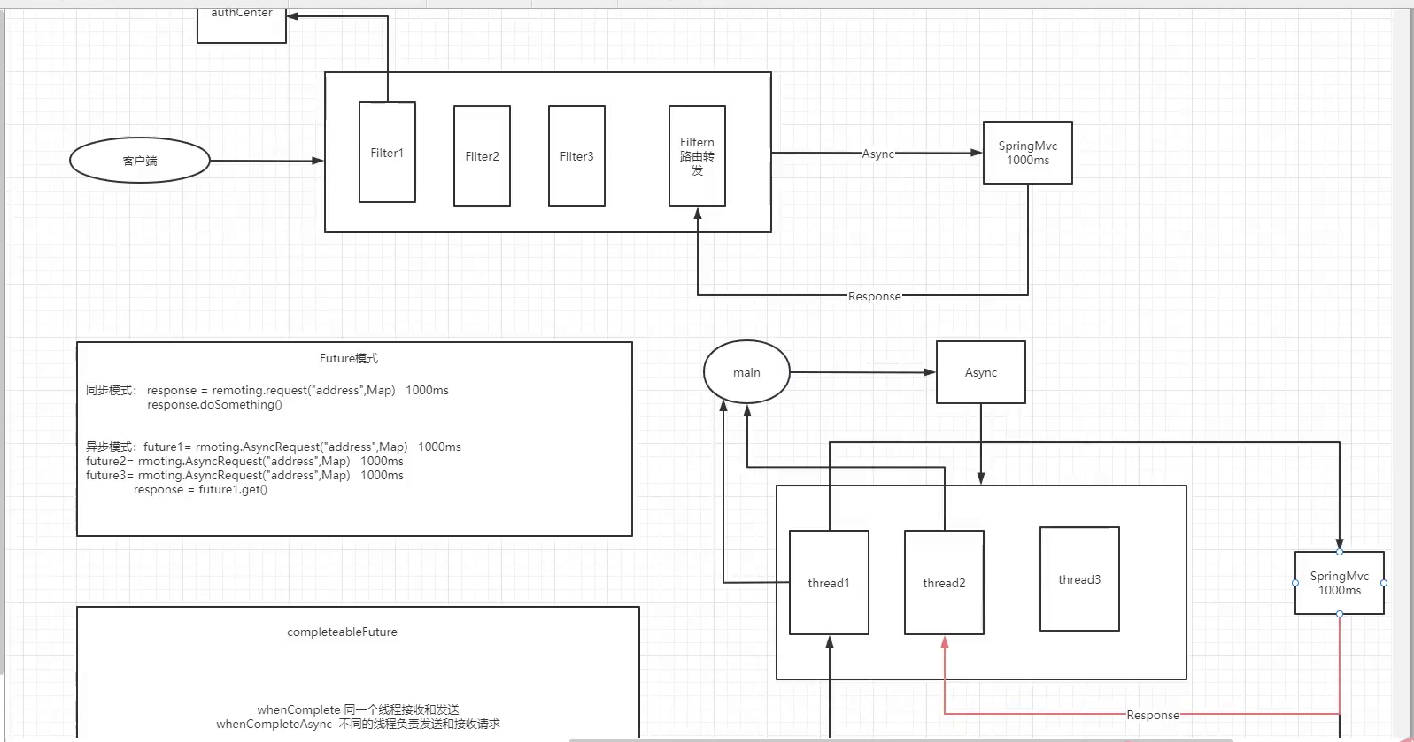 authCenter
客户端
Filter1
Filter2
Filter3
Filtern
路由转
发
Async
SpringMvc
1000ms
Response
Future模式
同步模式: response = remoting.request("address",Map) 1000ms
response.doSomething()
异步模式: future1= rmoting.AsyncRequest("address",Map) 1000ms
future2= rmoting.AsyncRequest("address",Map) 1000ms
future3= rmoting.AsyncRequest("address",Map) 1000ms
response = future1.get()
main
Async
thread1
thread2
thread3
SpringMvc
1000ms
Response
completeableFuture
whenComplete 同一个线程接收和发送
whenCompleteAsync 不同的线程负责发送和接收请求